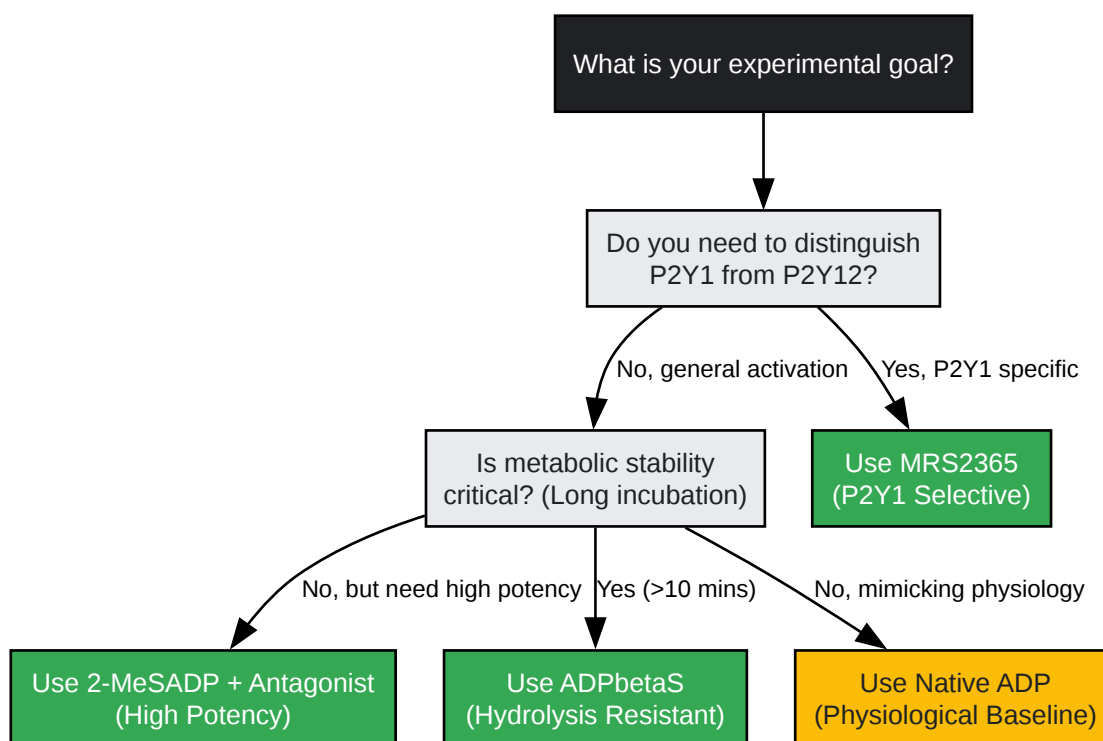 What is your experimental goal?
Do you need to distinguish
P2Y1 from P2Y12?
No, general activation
Yes, P2Y1 specific
Is metabolic stability
critical? (Long incubation)
Use MRS2365
(P2Y1 Selective)
No, but need high potency
Yes (>10 mins)
No, mimicking physiology
Use 2-MeSADP + Antagonist
(High Potency)
Use ADPbetaS
(Hydrolysis Resistant)
Use Native ADP
(Physiological Baseline)